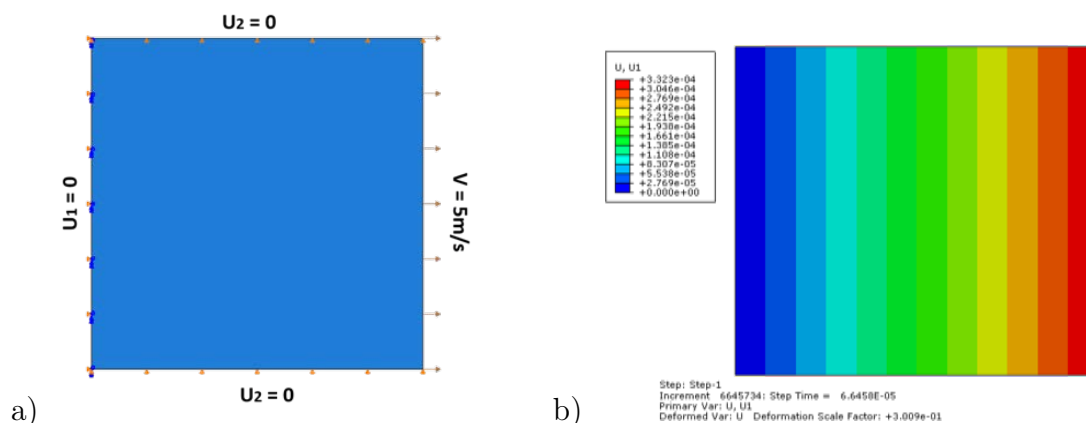 U2 = 0
U1 = 0
V = 5m/s
U2 = 0
a)
U, U1
+3.323e-04
+3.046e-04
+2.769e-04
+2.492e-04
+2.215e-04
+1.938e-04
+1.661e-04
+1.385e-04
+1.108e-04
+8.307e-05
+5.538e-05
+2.769e-05
+0.000e+00
Step: Step-1
Increment 6645734: Step Time = 6.6458E-05
Primary Var: U, U1
Deformed Var: U Deformation Scale Factor: +3.009e-01
b)